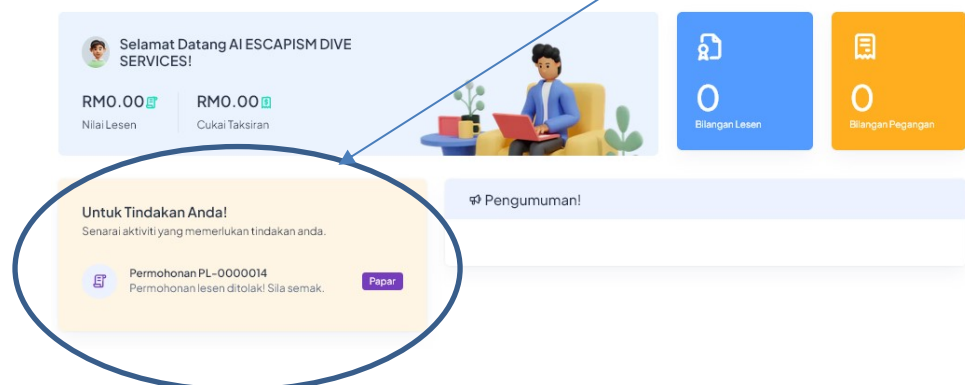 Selamat Datang AI ESCAPISM DIVE
SERVICES!
RM0.00
Nilai Lesen
RM0.00
Cukai Taksiran
0
Bilangan Lesen
0
Bilangan Pegangan
Untuk Tindakan Anda!
Senarai aktiviti yang memerlukan tindakan anda.
Permohonan PL-0000014
Permohonan lesen ditolak! Sila semak.
Papar
Pengumuman!